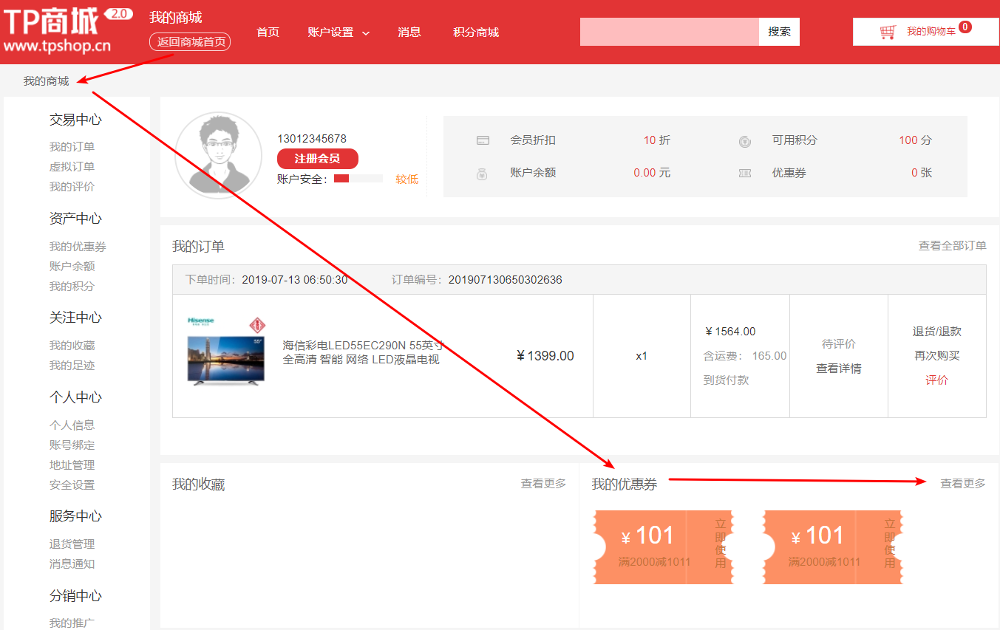 TP商城 2.0
www.tpshop.cn
我的商城
返回商城首页
首页
账户设置
消息
积分商城
搜索
我的购物车 0
我的商城
交易中心
我的订单
虚拟订单
我的评价
资产中心
我的优惠券
账户余额
我的积分
关注中心
我的收藏
我的足迹
个人中心
个人信息
账号绑定
地址管理
安全设置
服务中心
退货管理
消息通知
分销中心
我的推广
13012345678
注册会员
账户安全： 较低
会员折扣 10 折
可用积分 100 分
账户余额 0.00 元
优惠券 0 张
我的订单 查看全部订单
下单时间：2019-07-13 06:50:30 订单编号：201907130650302636
Hisense
55"
海信彩电LED55EC290N 55英寸
全高清 智能 网络 LED液晶电视
¥ 1399.00
x1
¥ 1564.00
含运费： 165.00
到货付款
待评价
查看详情
退货/退款
再次购买
评价
我的收藏 查看更多
我的优惠券 查看更多
¥ 101
满2000减1011
立即使用
¥ 101
满2000减1011
立即使用